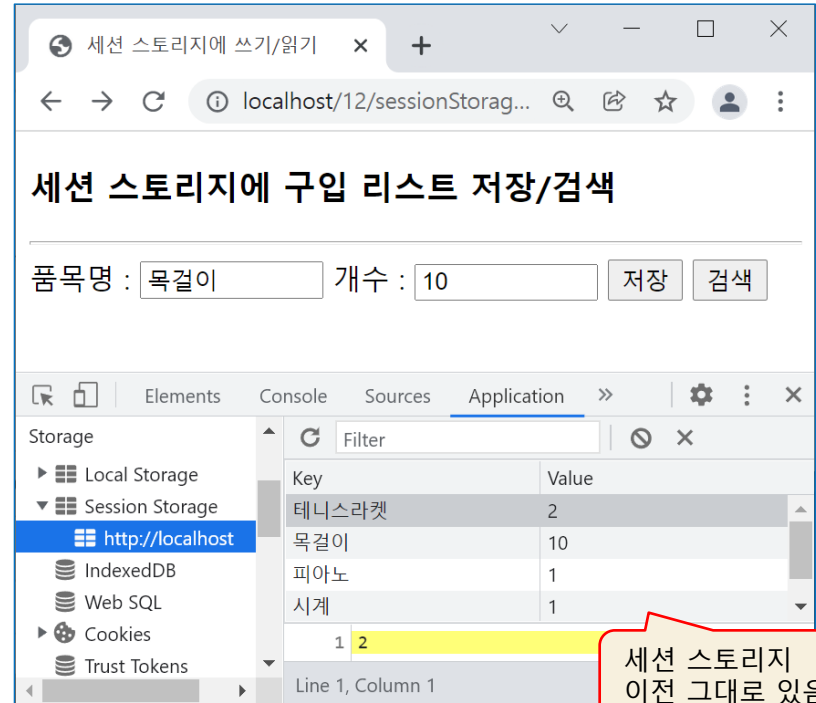 세션 스토리지에 쓰기/읽기
localhost/12/sessionStorag...
세션 스토리지에 구입 리스트 저장/검색
품목명 : 목걸이 개수 : 10 저장 검색
Elements Console Sources Application »
Storage
Filter
Local Storage
Key Value
Session Storage
테니스라켓 2
http://localhost
목걸이 10
IndexedDB
피아노 1
Web SQL
시계 1
Cookies
1 2
Trust Tokens
Line 1, Column 1
세션 스토리지
이전 그대로 있음